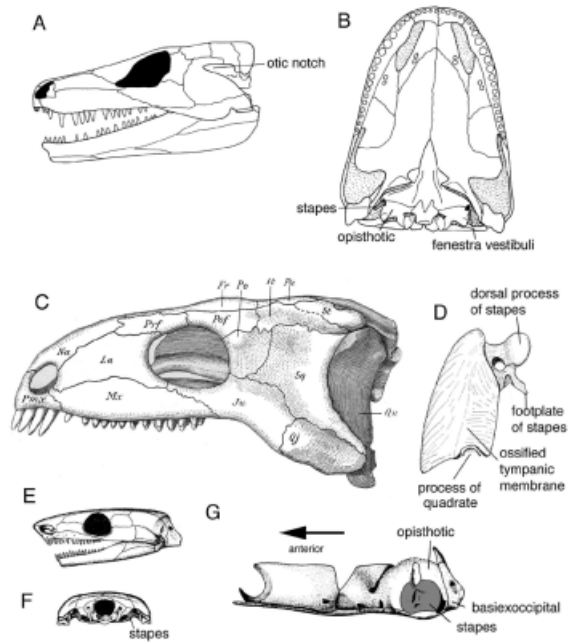 A
otic notch
B
stapes
opisthotic
fenestra vestibuli
C
Fr
Po
st
Pa
St
Prf
Pof
Na
La
Sq
Pmx
Mx
Ju
Qu
Qj
D
dorsal process
of stapes
footplate
of stapes
ossified
tympanic
membrane
process of
quadrate
E
F
stapes
G
anterior
opisthotic
basiexoccipital
stapes